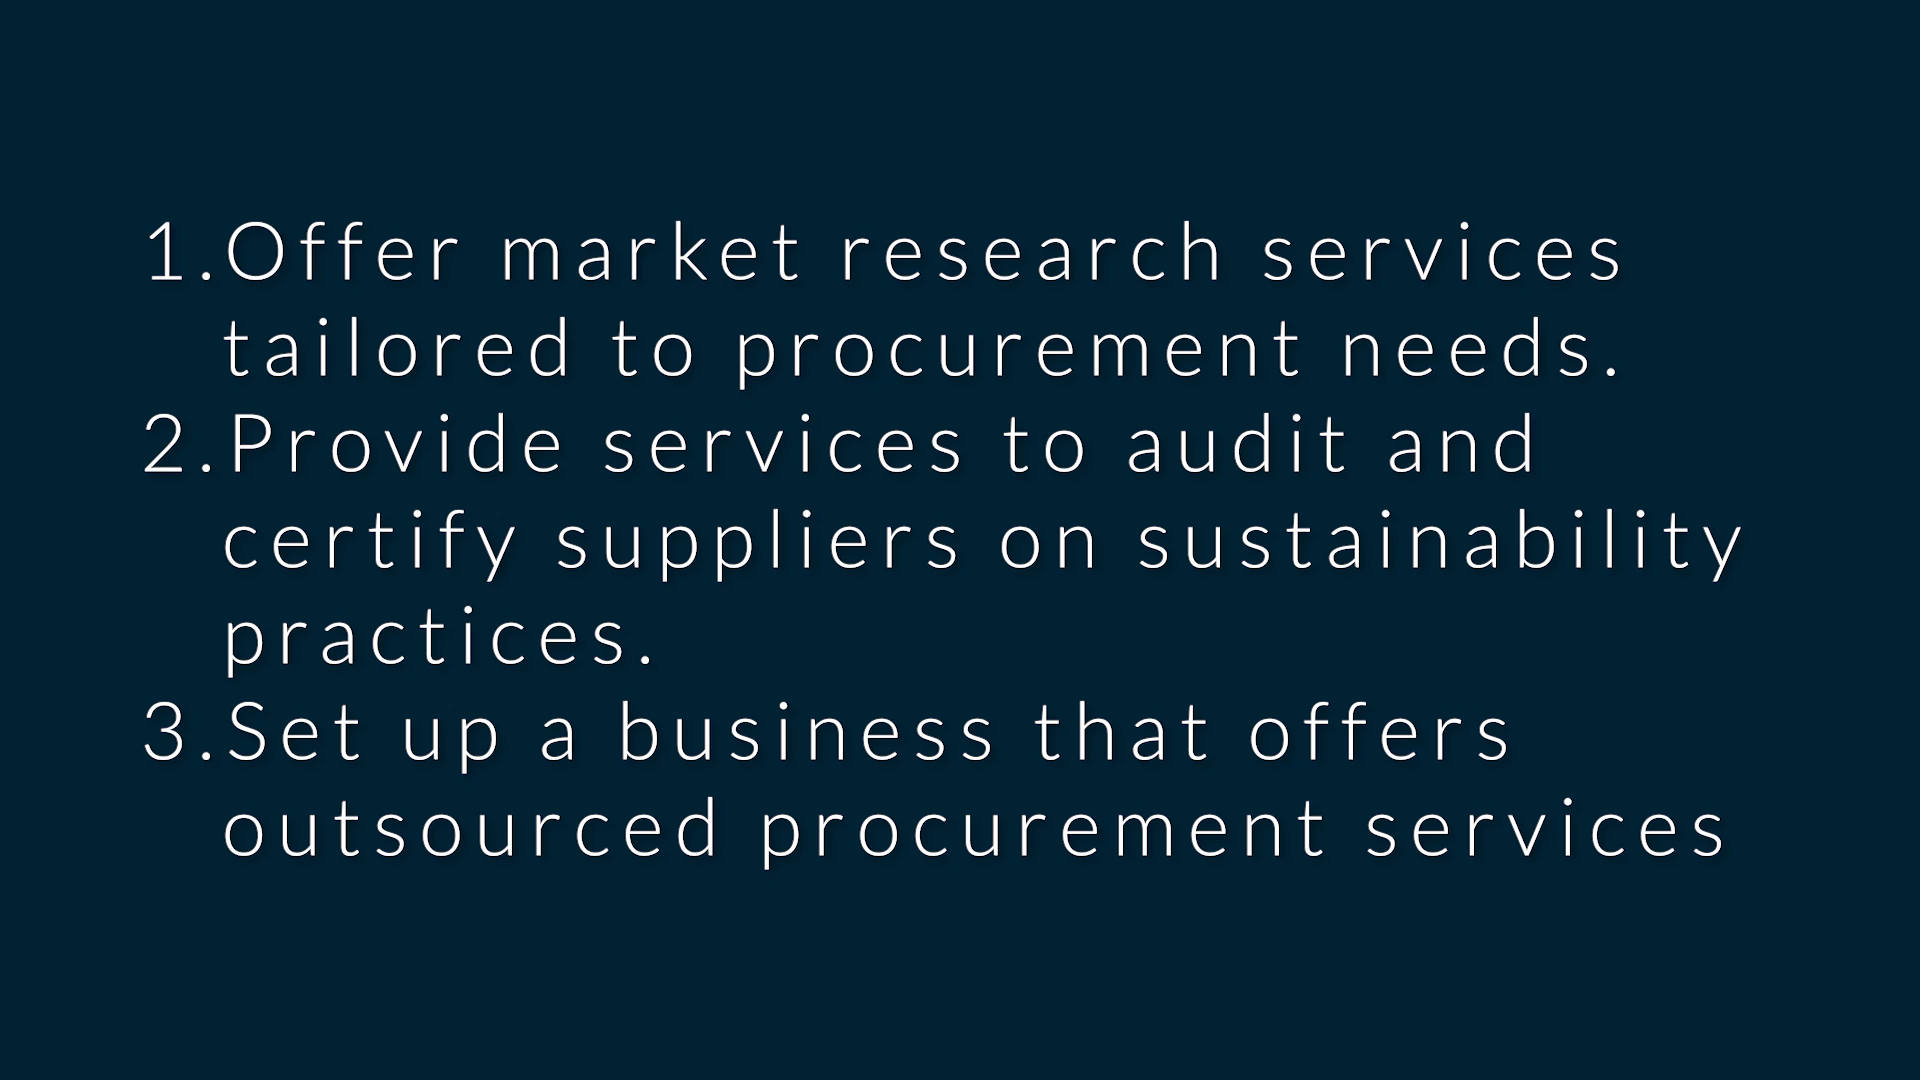 1.Offer market research services
tailored to procurement needs.
2.Provide services to audit and
certify suppliers on sustainability
practices.
3.Set up a business that offers
outsourced procurement services